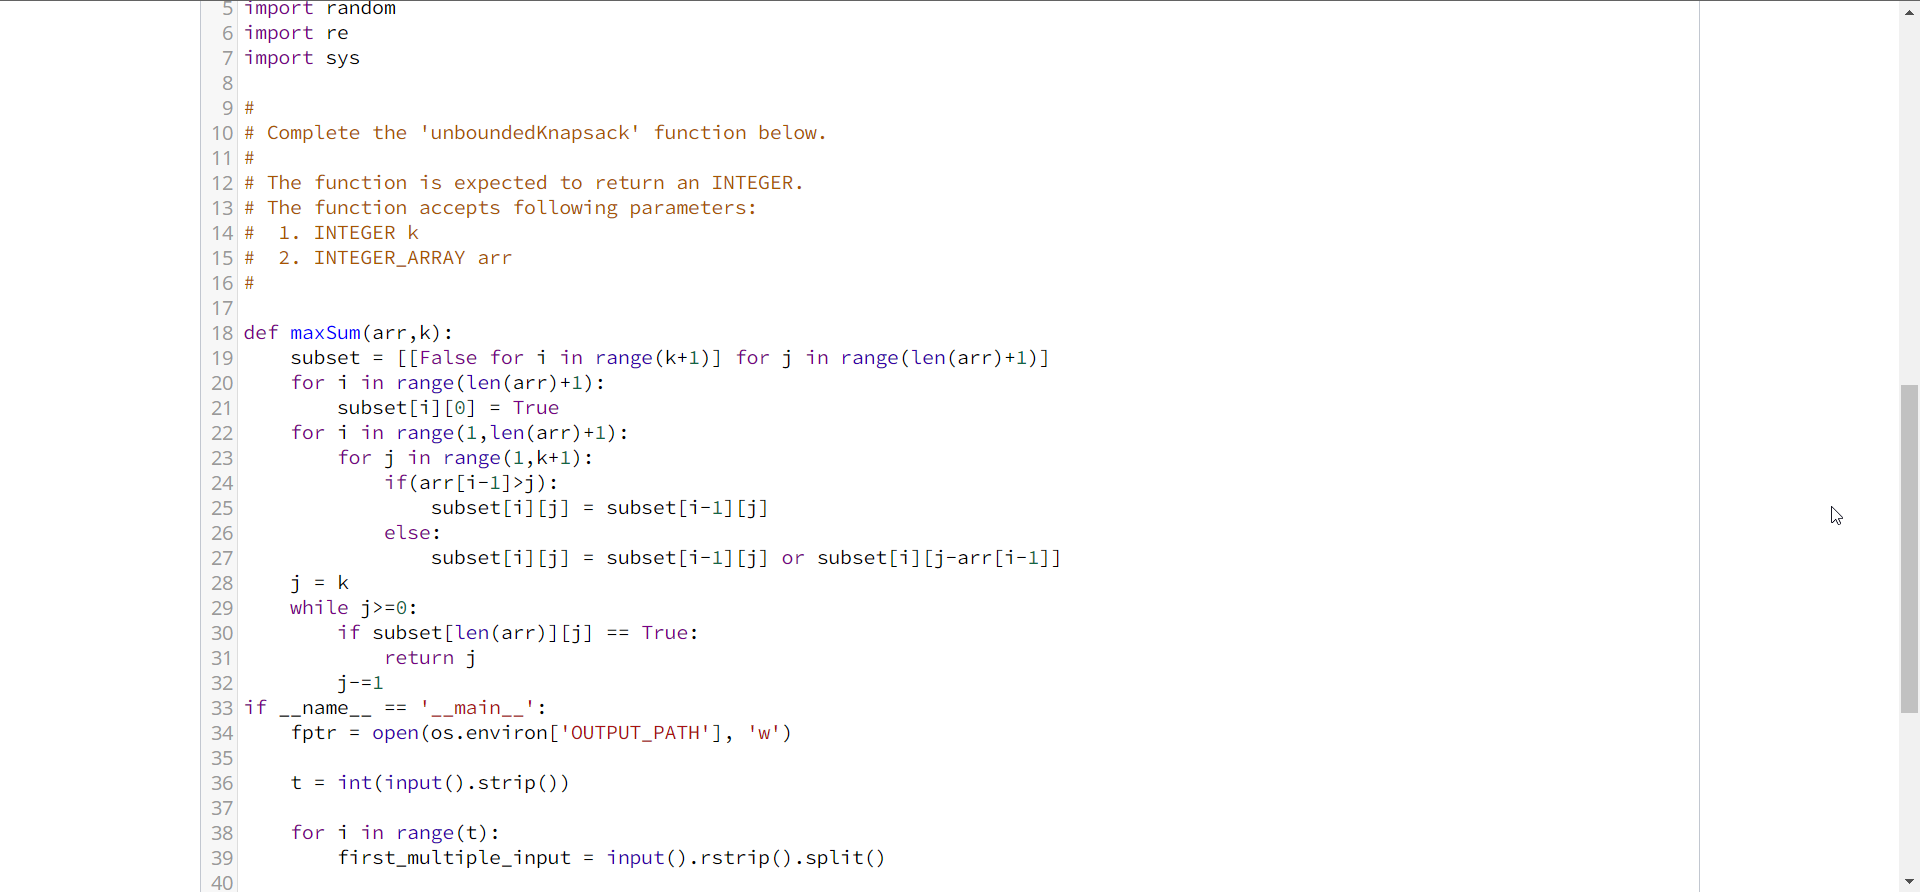 5 import random
6 import re
7 import sys
8
9 #
10 # Complete the 'unboundedKnapsack' function below.
11 #
12 # The function is expected to return an INTEGER.
13 # The function accepts following parameters:
14 #  1. INTEGER k
15 #  2. INTEGER_ARRAY arr
16 #
17
18 def maxSum(arr,k):
19     subset = [[False for i in range(k+1)] for j in range(len(arr)+1)]
20     for i in range(len(arr)+1):
21         subset[i][0] = True
22     for i in range(1,len(arr)+1):
23         for j in range(1,k+1):
24             if(arr[i-1]>j):
25                 subset[i][j] = subset[i-1][j]
26             else:
27                 subset[i][j] = subset[i-1][j] or subset[i][j-arr[i-1]]
28     j = k
29     while j>=0:
30         if subset[len(arr)][j] == True:
31             return j
32         j-=1
33 if __name__ == '__main__':
34     fptr = open(os.environ['OUTPUT_PATH'], 'w')
35
36     t = int(input().strip())
37
38     for i in range(t):
39         first_multiple_input = input().rstrip().split()
40